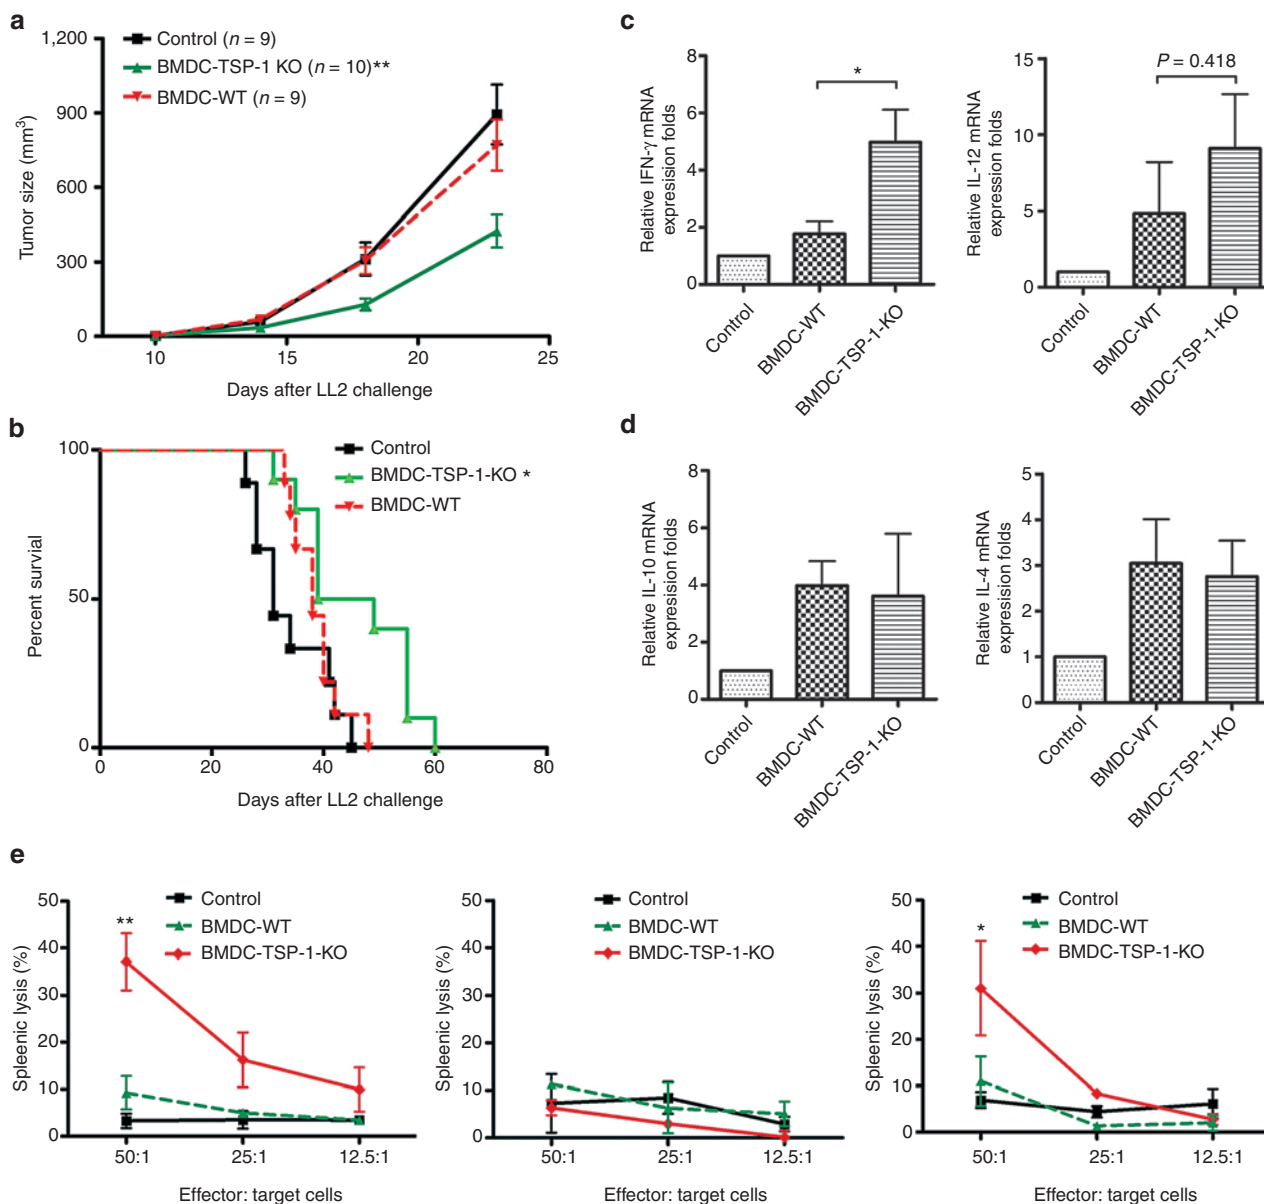 a
1,200
900
600
300
0
Tumor size (mm³)
Control (n = 9)
BMDC-TSP-1 KO (n = 10)**
BMDC-WT (n = 9)
10 15 20 25
Days after LL2 challenge
b
100
50
0
Percent survial
Control
BMDC-TSP-1-KO *
BMDC-WT
0 20 40 60 80
Days after LL2 challenge
c
Relative IFN-γ mRNA
expresision folds
8
6
4
2
0
*
Control
BMDC-WT
BMDC-TSP-1-KO
Relative IL-12 mRNA
expression folds
15
10
5
0
P = 0.418
Control
BMDC-WT
BMDC-TSP-1-KO
d
Relative IL-10 mRNA
expresision folds
8
6
4
2
0
Control
BMDC-WT
BMDC-TSP-1-KO
Relative IL-4 mRNA
expression folds
5
4
3
2
1
0
Control
BMDC-WT
BMDC-TSP-1-KO
e
Spleenic lysis (%)
50
40
30
20
10
0
**
Control
BMDC-WT
BMDC-TSP-1-KO
50:1 25:1 12.5:1
Effector: target cells
Spleenic lysis (%)
50
40
30
20
10
0
Control
BMDC-WT
BMDC-TSP-1-KO
50:1 25:1 12.5:1
Effector: target cells
Spleenic lysis (%)
50
40
30
20
10
0
*
Control
BMDC-WT
BMDC-TSP-1-KO
50:1 25:1 12.5:1
Effector: target cells